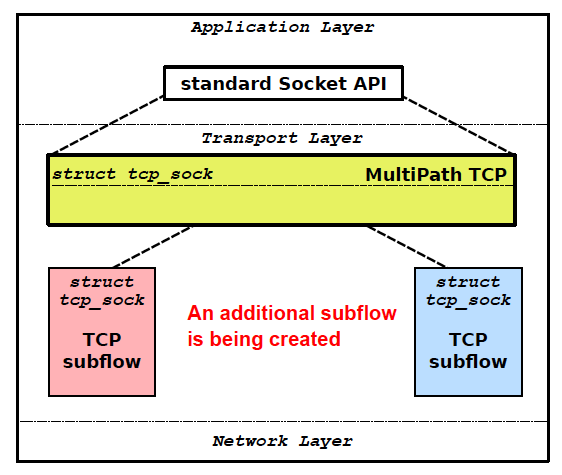 Application Layer
standard Socket API
Transport Layer
struct tcp_sock MultiPath TCP
struct
tcp_sock
TCP
subflow
An additional subflow
is being created
struct
tcp_sock
TCP
subflow
Network Layer